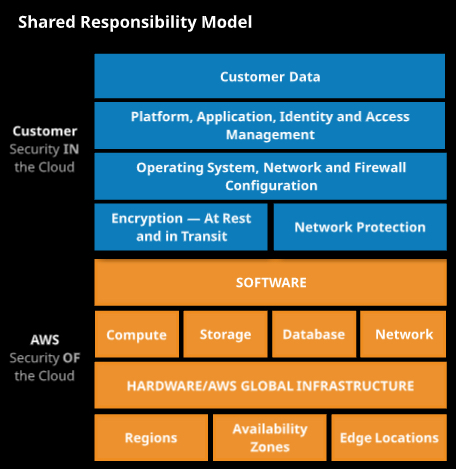 Shared Responsibility Model
Customer
Security IN
the Cloud
Customer Data
Platform, Application, Identity and Access
Management
Operating System, Network and Firewall
Configuration
Encryption — At Rest
and in Transit
Network Protection
AWS
Security OF
the Cloud
SOFTWARE
Compute
Storage
Database
Network
HARDWARE/AWS GLOBAL INFRASTRUCTURE
Regions
Availability
Zones
Edge Locations